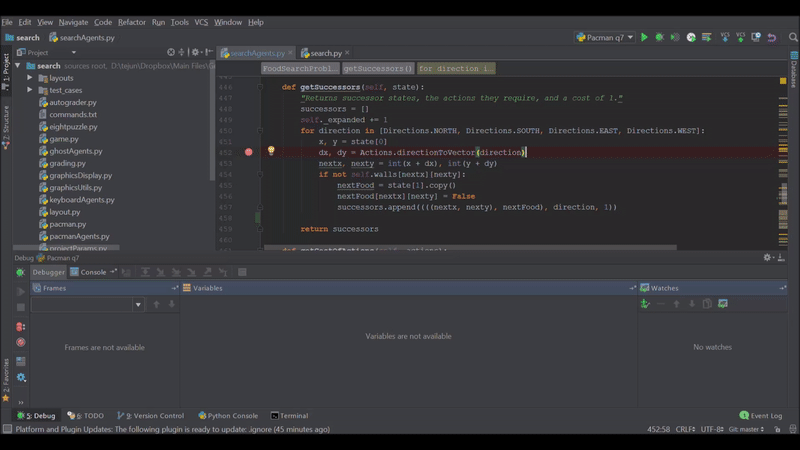 File Edit View Navigate Code Refactor Run Tools VCS Window Help
search searchAgents.py
Pacman q7
VCS VCS
Project
searchAgents.py search.py
search sources root, D:\tejun\Dropbox\Main Files\G
layouts
test_cases
autograder.py
commands.txt
eightpuzzle.py
game.py
ghostAgents.py
grading.py
graphicsDisplay.py
graphicsUtils.py
keyboardAgents.py
layout.py
pacman.py
pacmanAgents.py
projectParams.py
1: Project
Z: Structure
2: Favorites
Database
FoodSearchProbl... getSuccessors() for direction i...
446 def getSuccessors(self, state):
447 "Returns successor states, the actions they require, and a cost of 1."
448 successors = []
449 self._expanded += 1
450 for direction in [Directions.NORTH, Directions.SOUTH, Directions.EAST, Directions.WEST]:
451 x, y = state[0]
452 dx, dy = Actions.directionToVector(direction)
453 nextx, nexty = int(x + dx), int(y + dy)
454 if not self.walls[nextx][nexty]:
455 nextFood = state[1].copy()
456 nextFood[nextx][nexty] = False
457 successors.append((((nextx, nexty), nextFood), direction, 1))
458
459 return successors
Debug Pacman q7
Debugger Console
Frames Variables Watches
Frames are not available
Variables are not available
No watches
5: Debug 6: TODO 9: Version Control Python Console Terminal Event Log
Platform and Plugin Updates: The following plugin is ready to update: .ignore (45 minutes ago) 452:58 CRLF UTF-8 Git: master